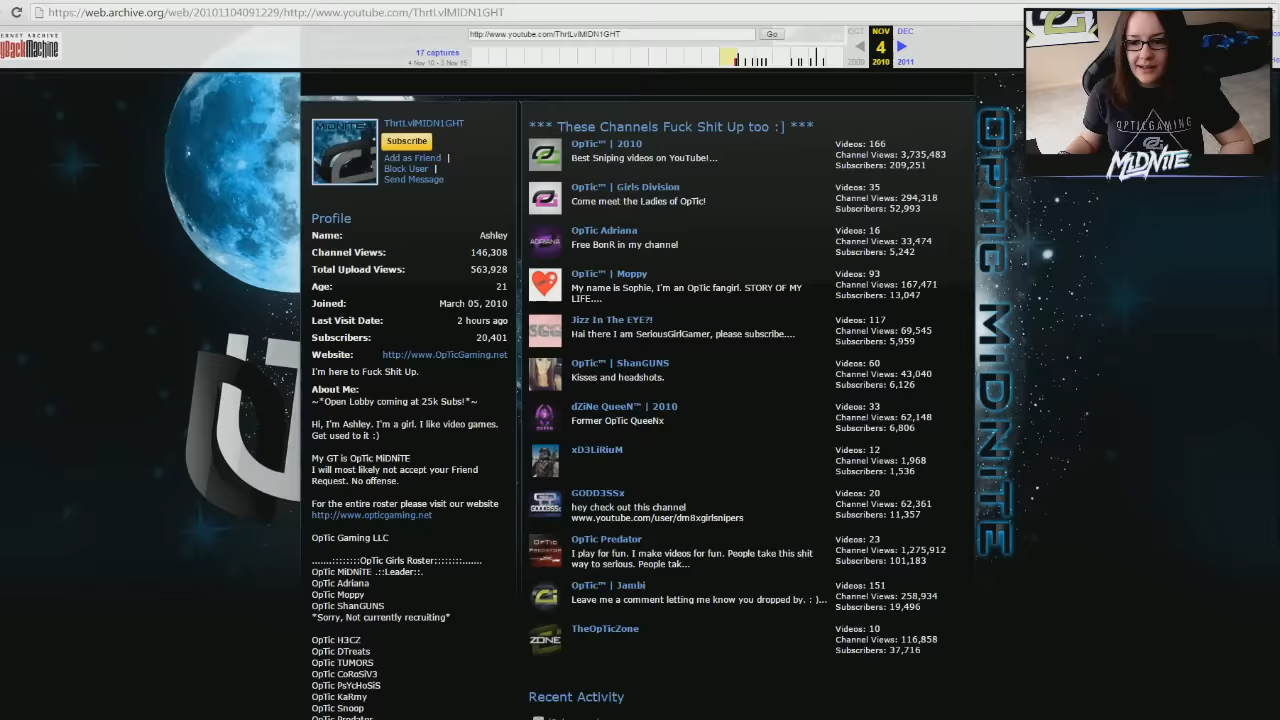 https://web.archive.org/web/20101104091229/http://www.youtube.com/ThrtLvlMIDN1GHT
ERNET ARCHIVE
http://www.youtube.com/ThrtLvlMIDN1GHT
Go
OCT
NOV
DEC
17 captures
4
4 Nov 10 - 5 Nov 15
2009
2010
2011
ThrtLvlMIDN1GHT
Subscribe
Add as Friend |
Block User |
Send Message
Profile
Name: Ashley
Channel Views: 146,308
Total Upload Views: 563,928
Age: 21
Joined: March 05, 2010
Last Visit Date: 2 hours ago
Subscribers: 20,401
Website: http://www.OpTicGaming.net
I'm here to Fuck Shit Up.
About Me:
~*Open Lobby coming at 25k Subs!*~
Hi, I'm Ashley. I'm a girl. I like video games.
Get used to it :)
My GT is OpTic MiDNiTE
I will most likely not accept your Friend
Request. No offense.
For the entire roster please visit our website
http://www.opticgaming.net
OpTic Gaming LLC
.......::::::::OpTic Girls Roster:::::::.......
OpTic MiDNiTE .::Leader::.
OpTic Adriana
OpTic Moppy
OpTic ShanGUNS
*Sorry, Not currently recruiting*
OpTic H3CZ
OpTic DTreats
OpTic TUMORS
OpTic CoRoSiV3
OpTic PsYcHoSiS
OpTic KaRmy
OpTic Snoop
OpTic Predator
*** These Channels Fuck Shit Up too :] ***
OpTic™ | 2010
Best Sniping videos on YouTube!...
Videos: 166
Channel Views: 3,735,483
Subscribers: 209,251
OpTic™ | Girls Division
Come meet the Ladies of OpTic!
Videos: 35
Channel Views: 294,318
Subscribers: 52,993
ADRIANA
OpTic Adriana
Free BonR in my channel
Videos: 16
Channel Views: 33,474
Subscribers: 5,242
OpTic™ | Moppy
My name is Sophie, I'm an OpTic fangirl. STORY OF MY
LIFE....
Videos: 93
Channel Views: 167,471
Subscribers: 13,047
SGG
Jizz In The EYE?!
Hai there I am SeriousGirlGamer, please subscribe....
Videos: 117
Channel Views: 69,545
Subscribers: 5,959
OpTic™ | ShanGUNS
Kisses and headshots.
Videos: 60
Channel Views: 43,040
Subscribers: 6,126
dZiNe QueeN™ | 2010
Former OpTic QueeNx
Videos: 33
Channel Views: 62,148
Subscribers: 6,806
xD3LiRiuM
Videos: 12
Channel Views: 1,968
Subscribers: 1,536
GODD3SSx
hey check out this channel
www.youtube.com/user/dm8xgirlsnipers
Videos: 20
Channel Views: 62,361
Subscribers: 11,357
OPTIC
PREDATOR
OpTic Predator
I play for fun. I make videos for fun. People take this shit
way to serious. People tak...
Videos: 23
Channel Views: 1,275,912
Subscribers: 101,183
OpTic™ | Jambi
Leave me a comment letting me know you dropped by. : )...
Videos: 151
Channel Views: 258,934
Subscribers: 19,496
ZONE
TheOpTicZone
Videos: 10
Channel Views: 116,858
Subscribers: 37,716
Recent Activity
OPTIC MiDNiTE
OPTICGAMING
MiDNiTE